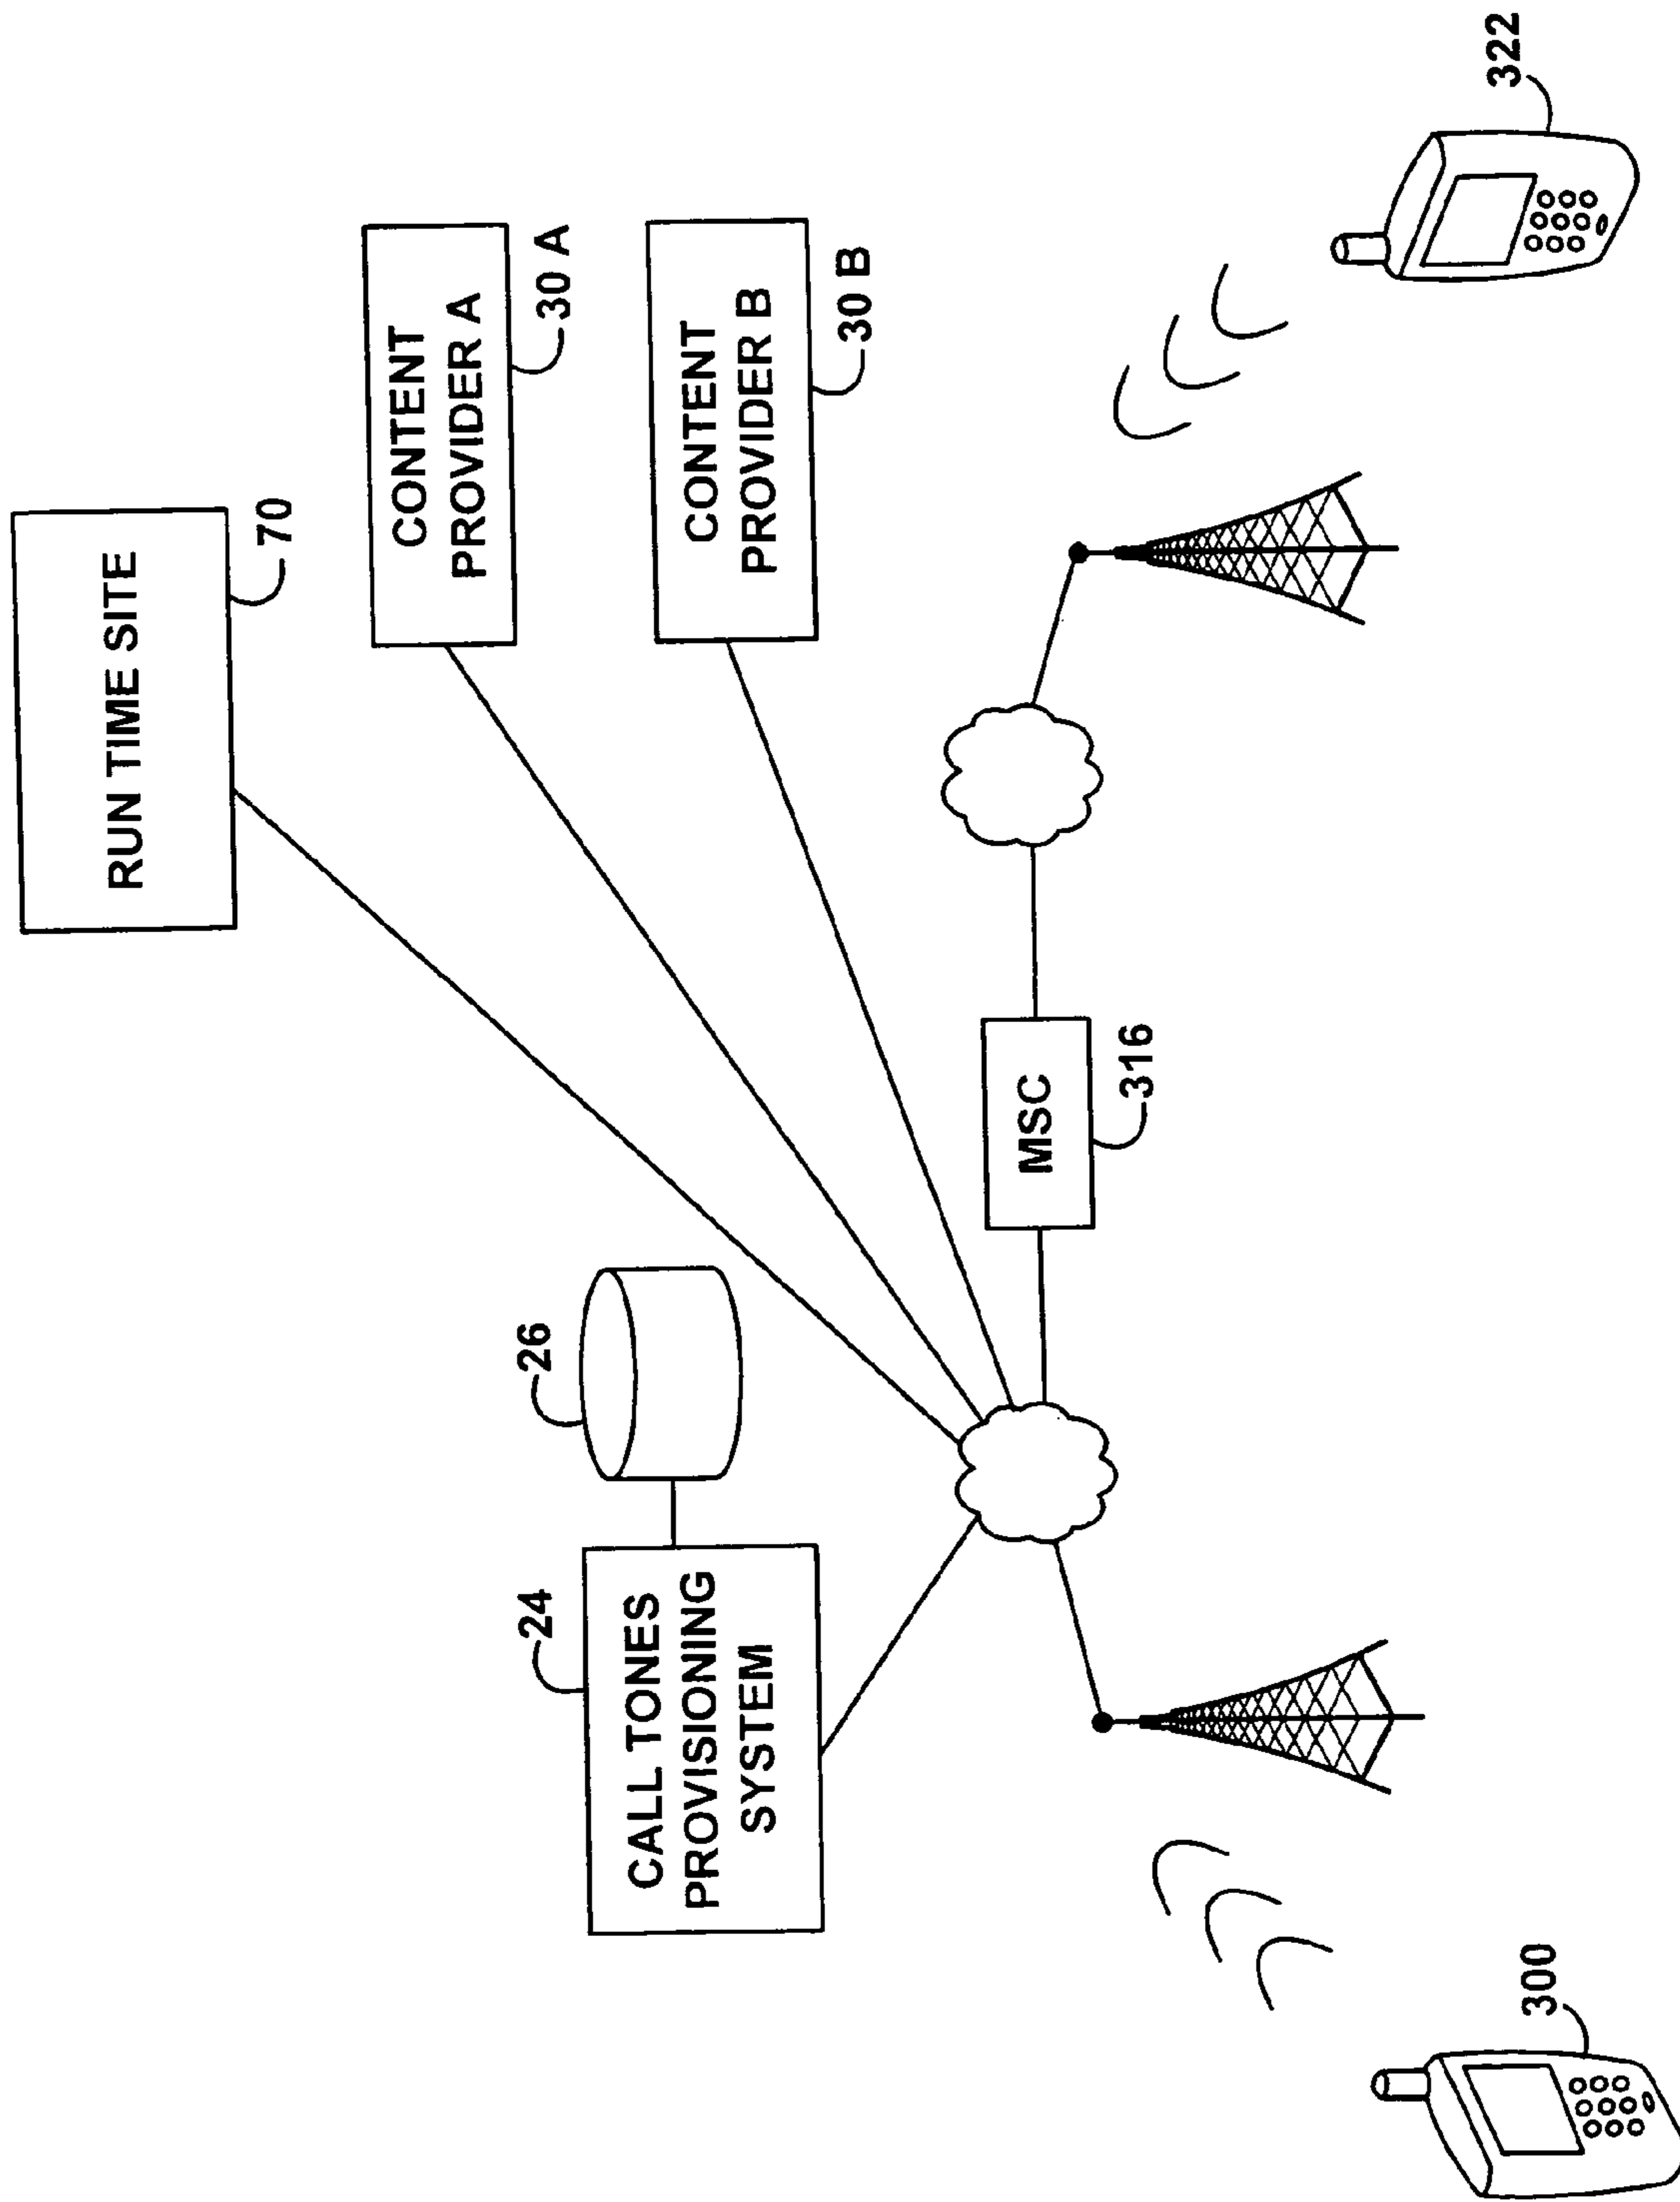 RUN TIME SITE
70
CONTENT
PROVIDER A
30 A
26
24
CALL TONES
PROVISIONING
SYSTEM
CONTENT
PROVIDER B
30 B
MSC
316
300
322